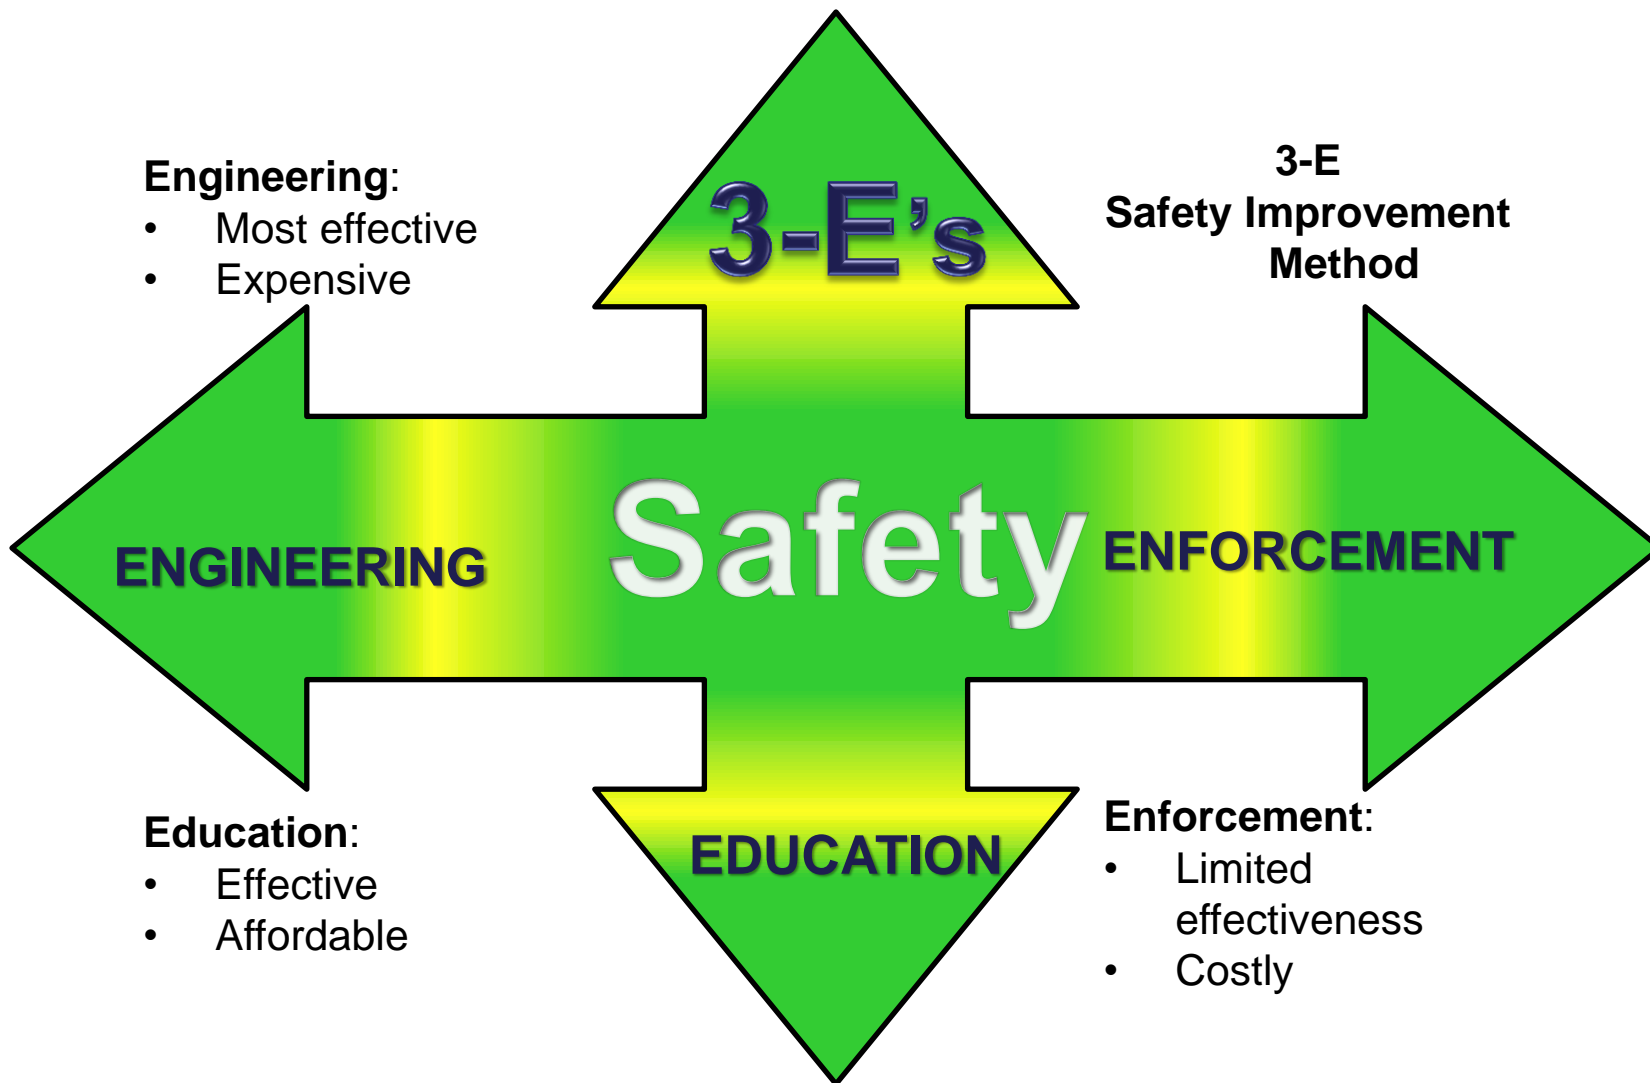 Engineering:
• Most effective
• Expensive
3-E's
3-E
Safety Improvement
Method
ENGINEERING
Safety
ENFORCEMENT
Education:
• Effective
• Affordable
EDUCATION
Enforcement:
• Limited
effectiveness
• Costly